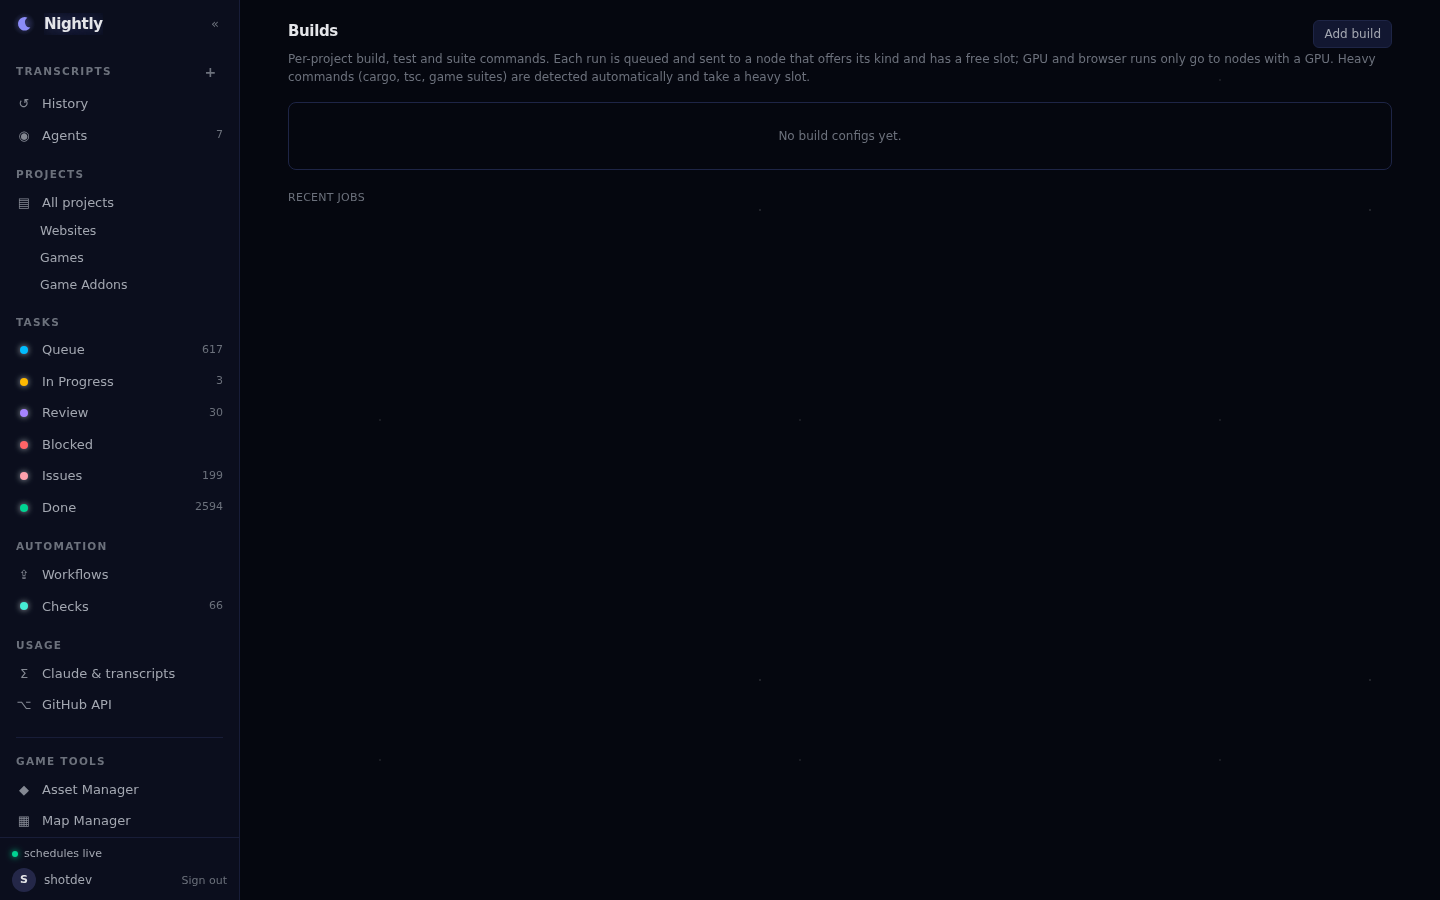 Nightly
«
TRANSCRIPTS +
History
Agents 7
PROJECTS
All projects
Websites
Games
Game Addons
TASKS
Queue 617
In Progress 3
Review 30
Blocked
Issues 199
Done 2594
AUTOMATION
Workflows
Checks 66
USAGE
Σ Claude & transcripts
GitHub API
GAME TOOLS
Asset Manager
Map Manager
schedules live
S shotdev Sign out
Builds
Add build
Per-project build, test and suite commands. Each run is queued and sent to a node that offers its kind and has a free slot; GPU and browser runs only go to nodes with a GPU. Heavy
commands (cargo, tsc, game suites) are detected automatically and take a heavy slot.
No build configs yet.
RECENT JOBS